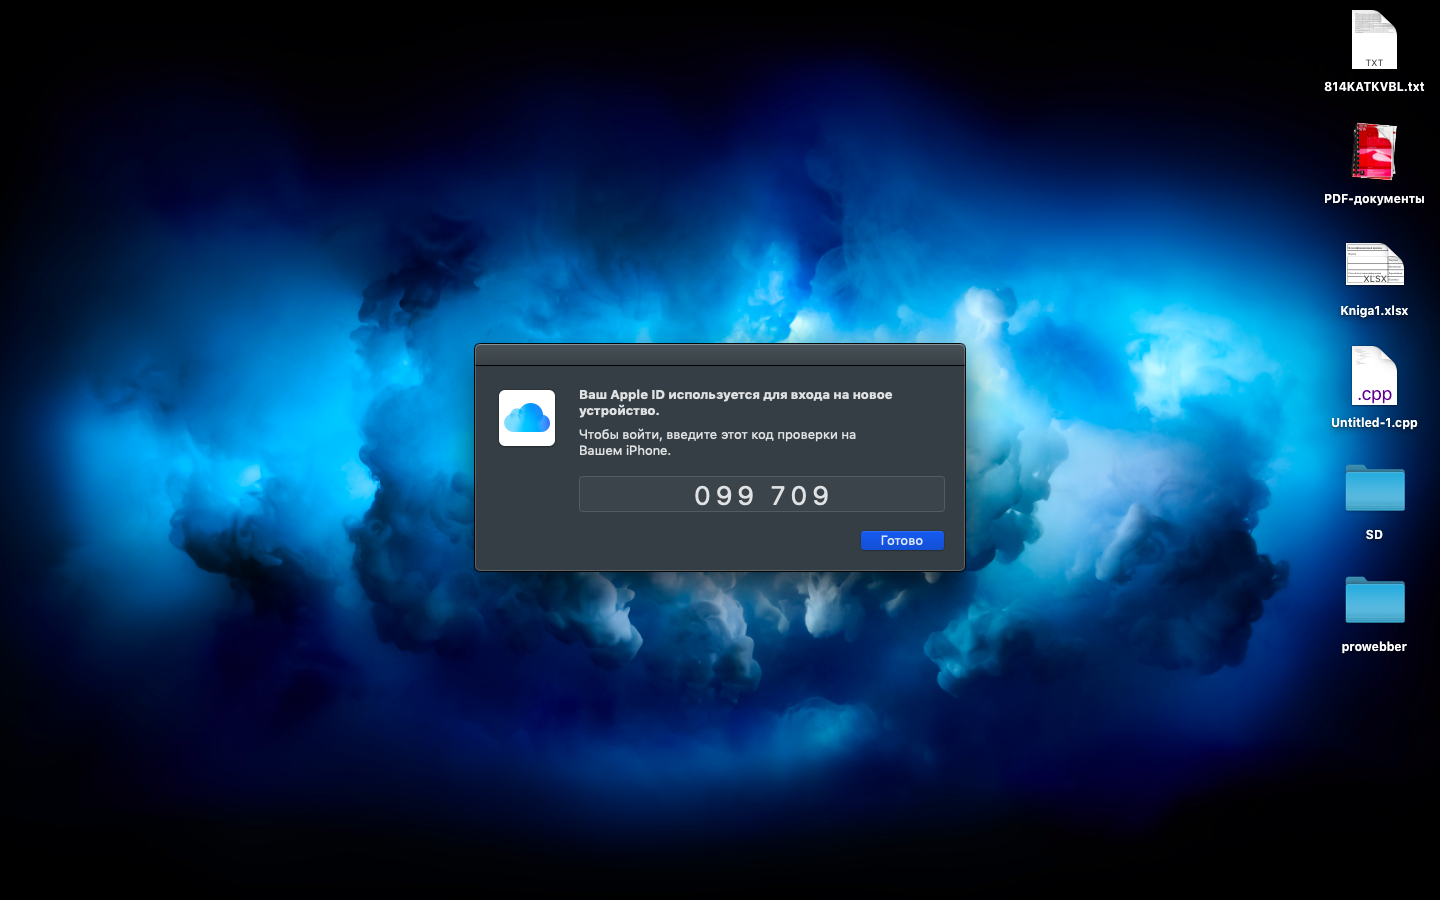 Ваш Apple ID используется для входа на новое
устройство.
Чтобы войти, введите этот код проверки на
Вашем iPhone.
099 709
Готово
TXT
814KATKVBL.txt
PDF-документы
XLSX
Kniga1.xlsx
.cpp
Untitled-1.cpp
SD
prowebber